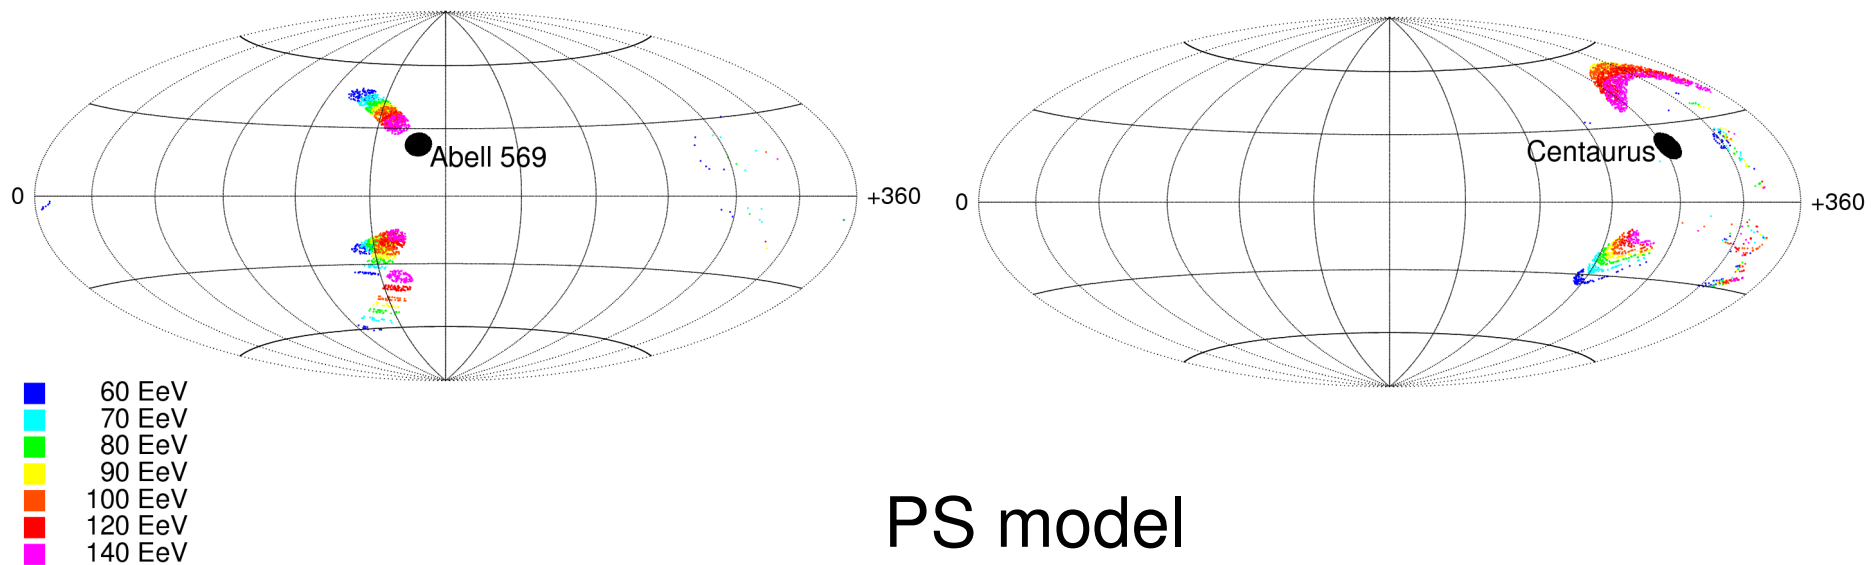 Abell 569
0
+360
Centaurus
0
+360
60 EeV
70 EeV
80 EeV
90 EeV
100 EeV
120 EeV
140 EeV
PS model